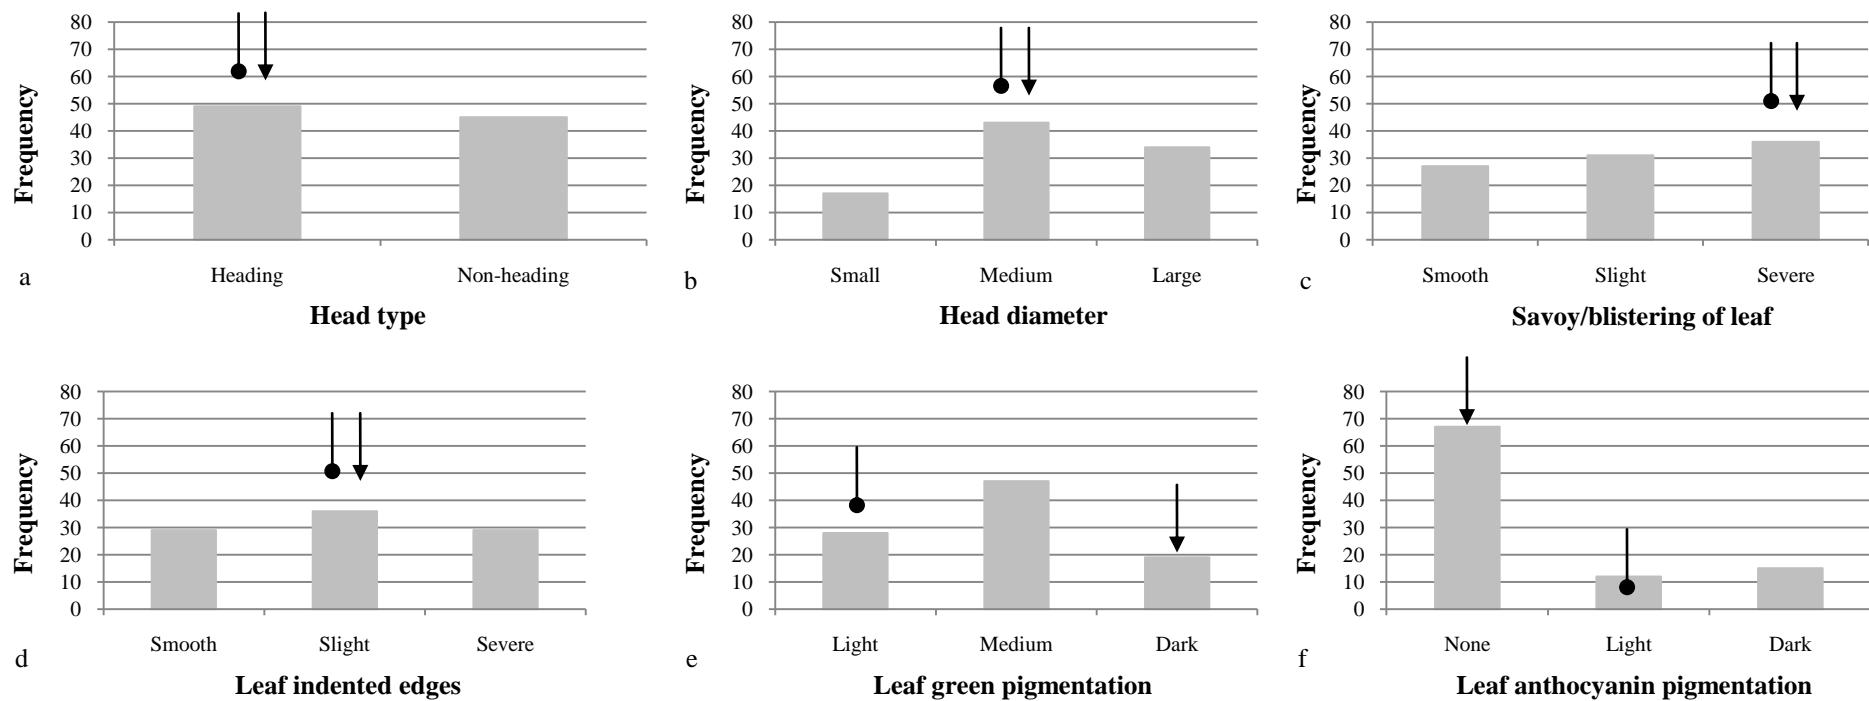 80
70
60
50
40
30
20
10
0
Frequency
Heading Non-heading
a
Head type
80
70
60
50
40
30
20
10
0
Frequency
Small Medium Large
b
Head diameter
80
70
60
50
40
30
20
10
0
Frequency
Smooth Slight Severe
c
Savoy/blistering of leaf
80
70
60
50
40
30
20
10
0
Frequency
Smooth Slight Severe
d
Leaf indented edges
80
70
60
50
40
30
20
10
0
Frequency
Light Medium Dark
e
Leaf green pigmentation
80
70
60
50
40
30
20
10
0
Frequency
None Light Dark
f
Leaf anthocyanin pigmentation